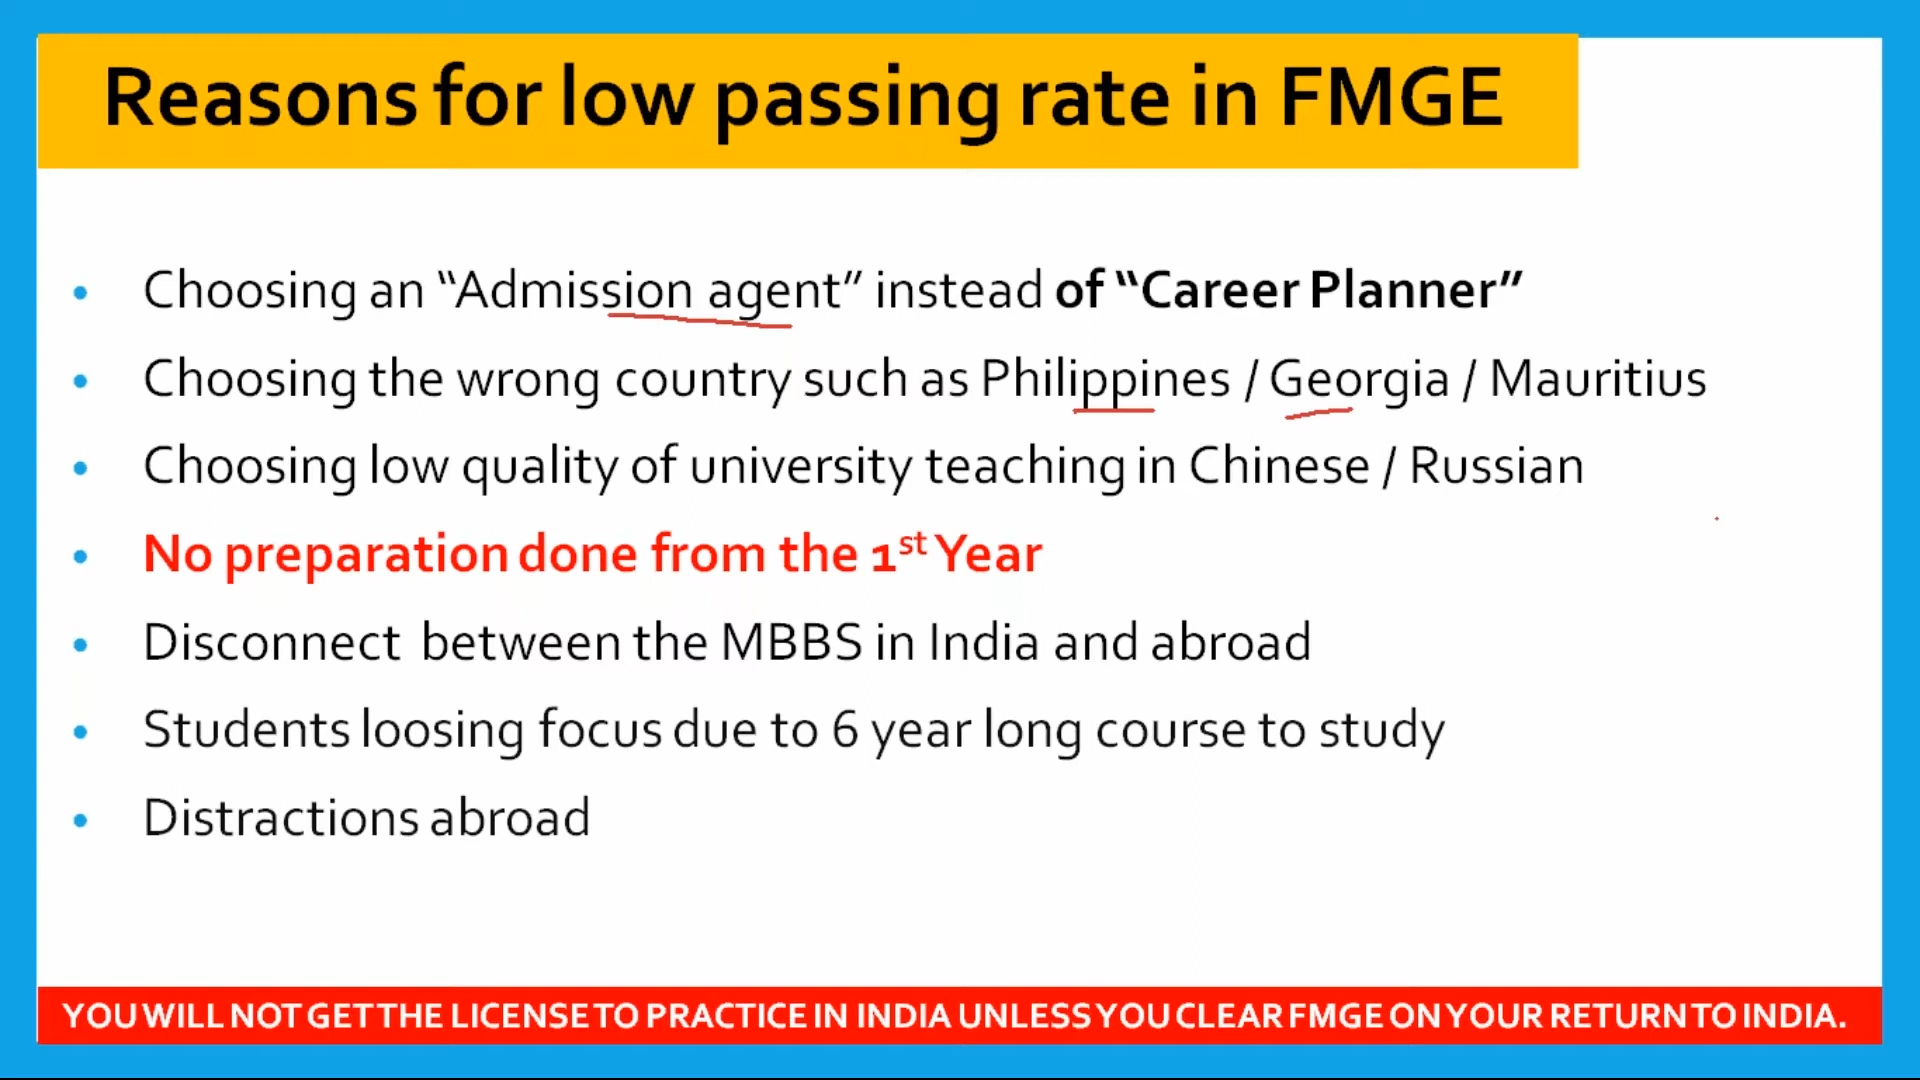 Reasons for low passing rate in FMGE
• Choosing an “Admission agent” instead of “Career Planner”
• Choosing the wrong country such as Philippines / Georgia / Mauritius
• Choosing low quality of university teaching in Chinese / Russian
• No preparation done from the 1st Year
• Disconnect between the MBBS in India and abroad
• Students loosing focus due to 6 year long course to study
• Distractions abroad
YOU WILL NOT GET THE LICENSE TO PRACTICE IN INDIA UNLESS YOU CLEAR FMGE ON YOUR RETURN TO INDIA.